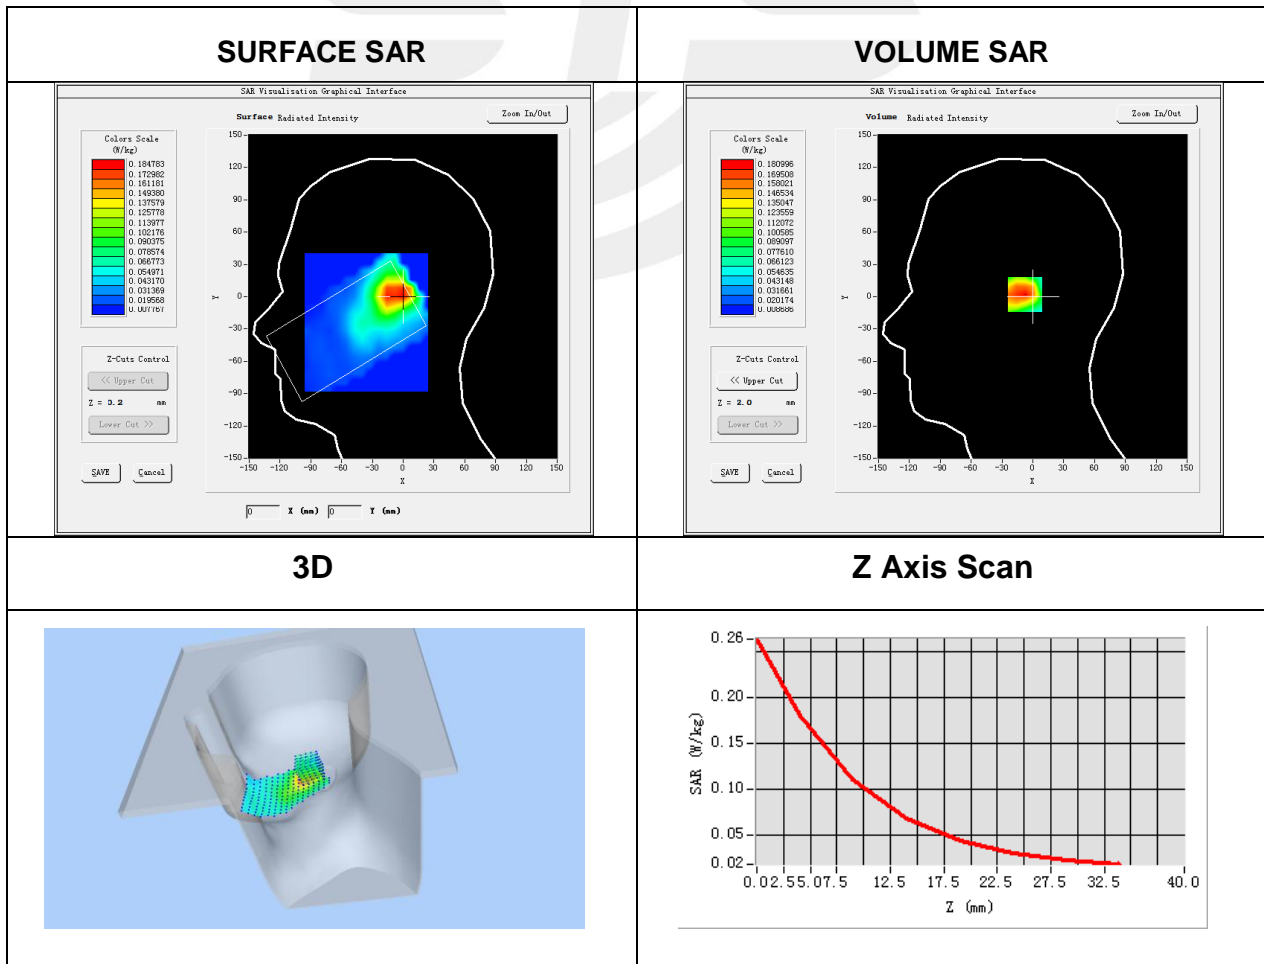 SURFACE SAR
VOLUME SAR
SAR Visualisation Graphical Interface
Surface Radiated Intensity
Zoom In/Out
Colors Scale
(W/kg)
0.184783
0.172982
0.161181
0.149380
0.137579
0.125778
0.113977
0.102176
0.090375
0.078574
0.066773
0.054971
0.043170
0.031369
0.019568
0.007767
150
120
90
60
30
0
-30
-60
-90
-120
-150
Y
-150 -120 -90 -60 -30 0 30 60 90 120 150
X
Z-Cuts Control
<< Upper Cut
Z = 0.2 mm
Lower Cut >>
SAVE Cancel
0 X (mm) 0 Y (mm)
SAR Visualisation Graphical Interface
Volume Radiated Intensity
Zoom In/Out
Colors Scale
(W/kg)
0.180996
0.169508
0.158021
0.146534
0.135047
0.123559
0.112072
0.100585
0.089097
0.077610
0.066123
0.054635
0.043148
0.031661
0.020174
0.008686
150
120
90
60
30
0
-30
-60
-90
-120
-150
Y
-150 -120 -90 -60 -30 0 30 60 90 120 150
X
Z-Cuts Control
<< Upper Cut
Z = 2.0 mm
Lower Cut >>
SAVE Cancel
3D
Z Axis Scan
0.26
0.20
0.15
0.10
0.05
0.02
SAR (W/kg)
0.0 2.5 5.0 7.5 12.5 17.5 22.5 27.5 32.5 40.0
Z (mm)